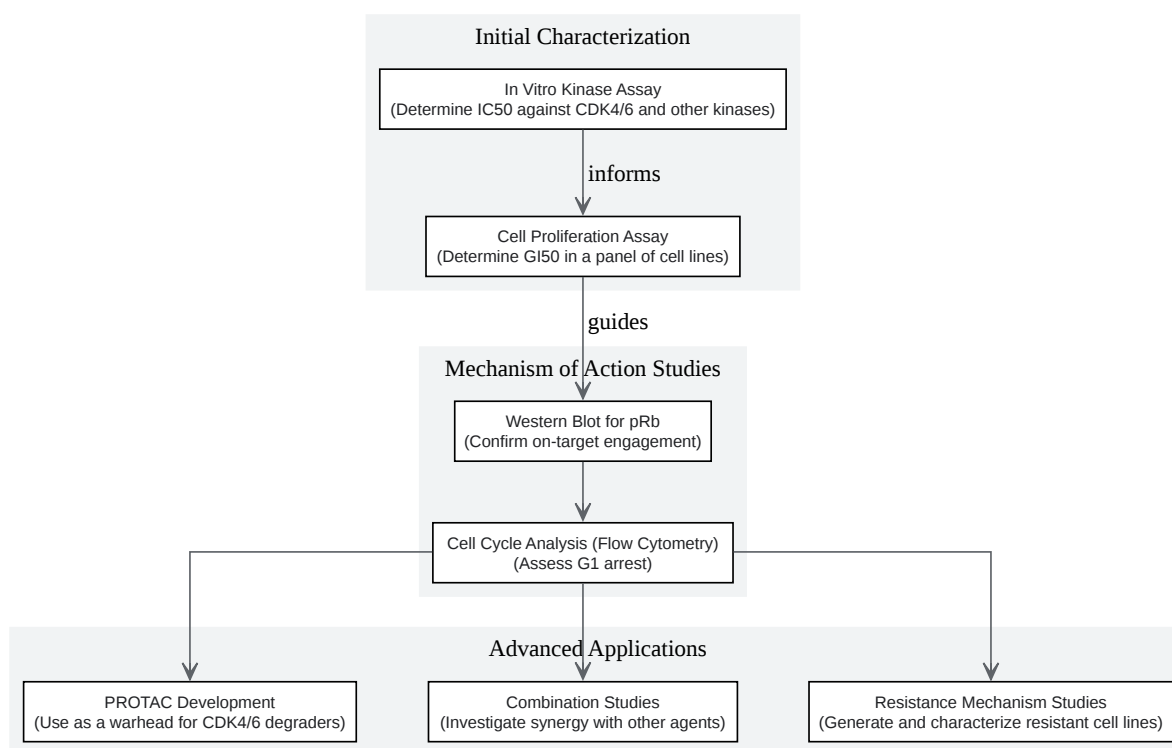 Initial Characterization
In Vitro Kinase Assay
(Determine IC50 against CDK4/6 and other kinases)
informs
Cell Proliferation Assay
(Determine GI50 in a panel of cell lines)
guides
Mechanism of Action Studies
Western Blot for pRb
(Confirm on-target engagement)
Cell Cycle Analysis (Flow Cytometry)
(Assess G1 arrest)
Advanced Applications
PROTAC Development
(Use as a warhead for CDK4/6 degraders)
Combination Studies
(Investigate synergy with other agents)
Resistance Mechanism Studies
(Generate and characterize resistant cell lines)